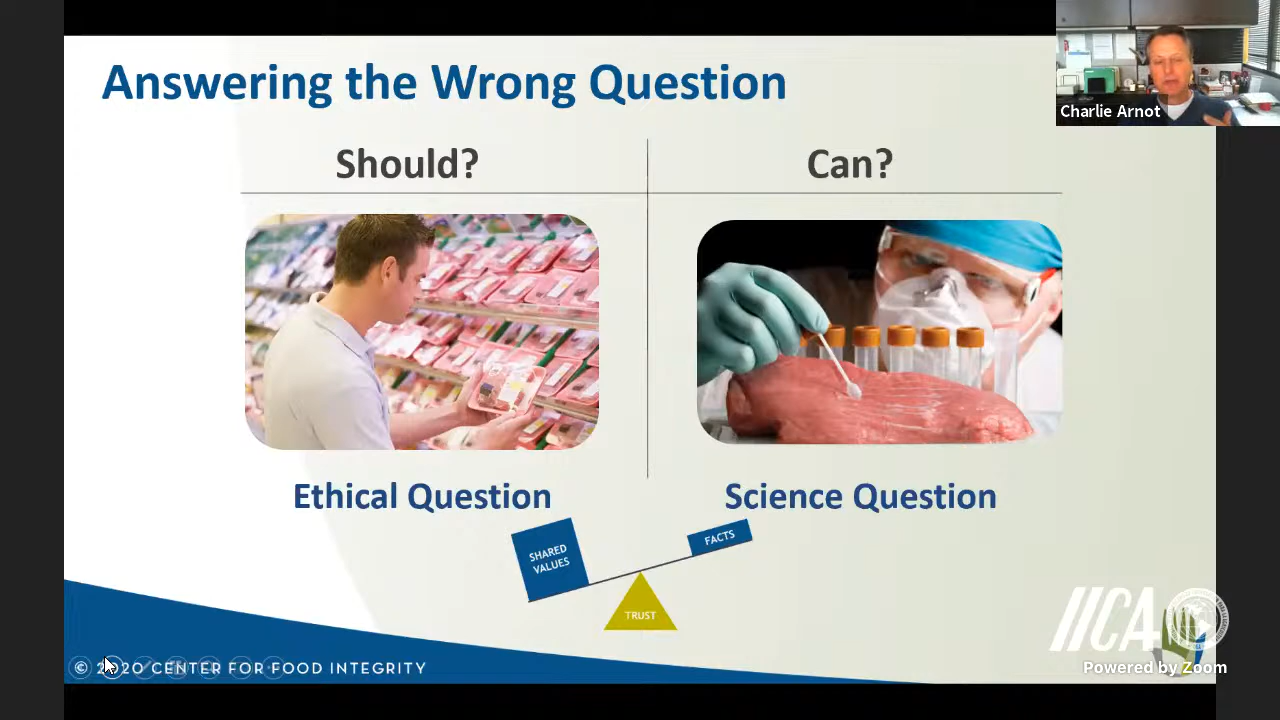 Answering the Wrong Question
Charlie Arnot
Should?
Can?
Ethical Question
Science Question
SHARED
VALUES
FACTS
TRUST
IICA
© 2020 CENTER FOR FOOD INTEGRITY
Powered by Zoom